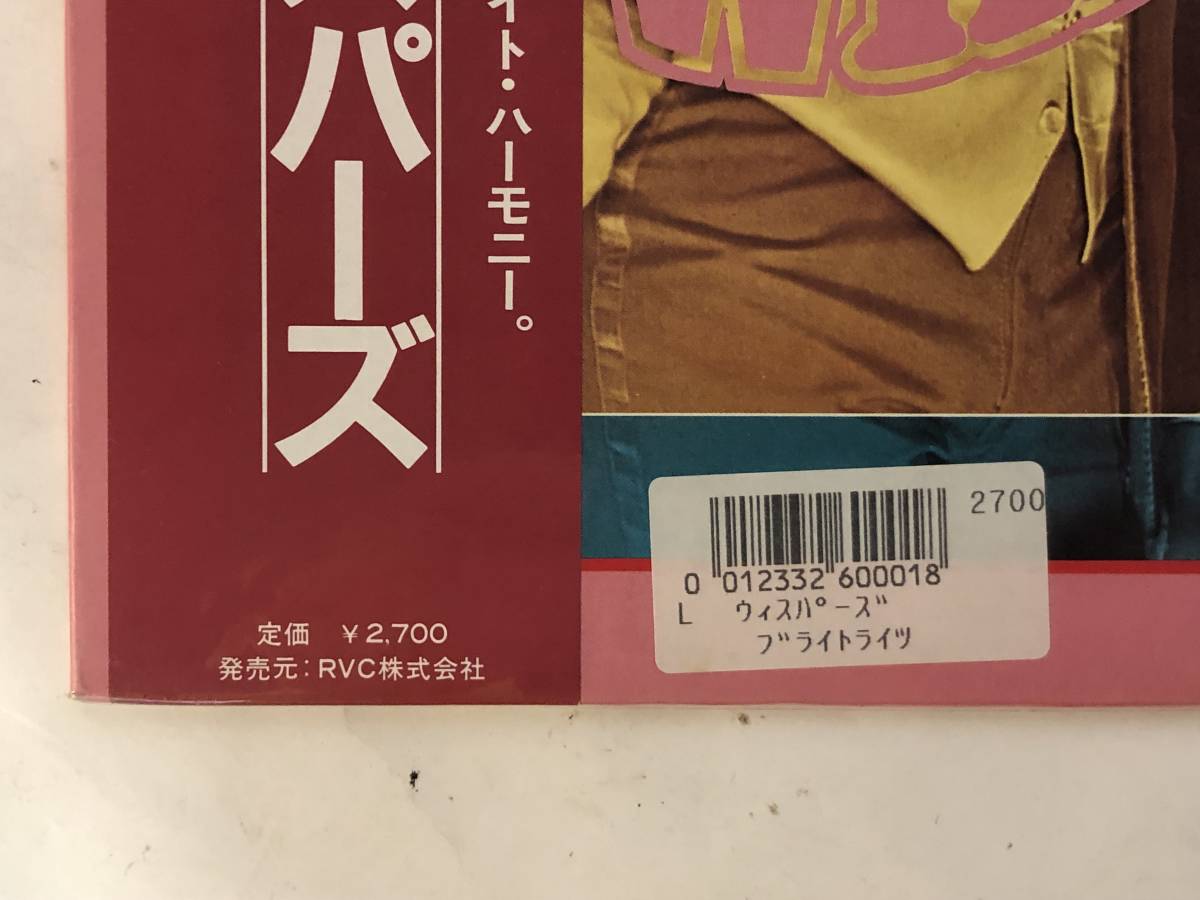 パーズ
イト・ハーモニー。
定価 ¥2,700
発売元：RVC株式会社
2700
0 012332 600018
L ウィスパーズ
ブライトライツ